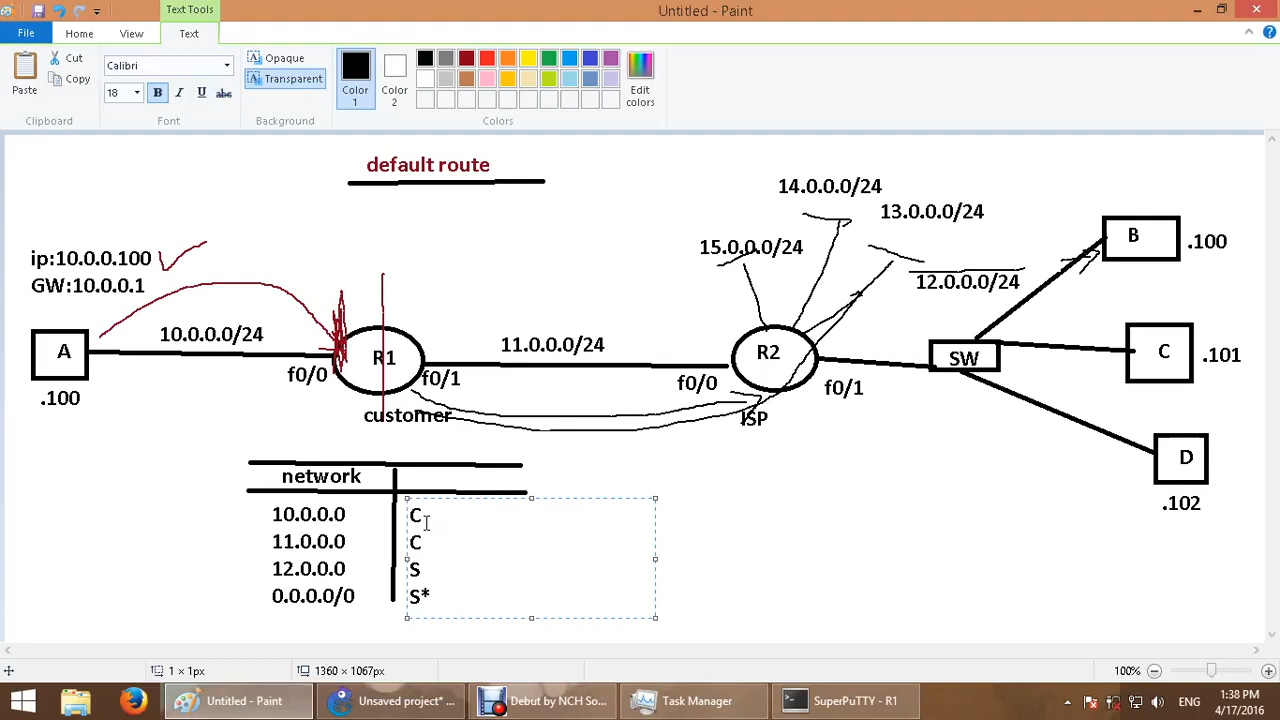 Text Tools
Untitled - Paint
File
Home
View
Text
Paste
Cut
Copy
Clipboard
Calibri
18
B
I
U
abc
Font
Opaque
Transparent
Background
Color 1
Color 2
Edit colors
Colors
default route
14.0.0.0/24
13.0.0.0/24
15.0.0.0/24
12.0.0.0/24
ip:10.0.0.100
GW:10.0.0.1
B
.100
A
10.0.0.0/24
R1
11.0.0.0/24
R2
SW
C
.101
.100
f0/0
f0/1
f0/0
f0/1
customer
ISP
D
.102
network
10.0.0.0 C
11.0.0.0 C
12.0.0.0 S
0.0.0.0/0 S*
1 × 1px
1360 × 1067px
100%
Untitled - Paint
Unsaved project* ...
Debut by NCH So...
Task Manager
SuperPuTTY - R1
ENG
1:38 PM
4/17/2016